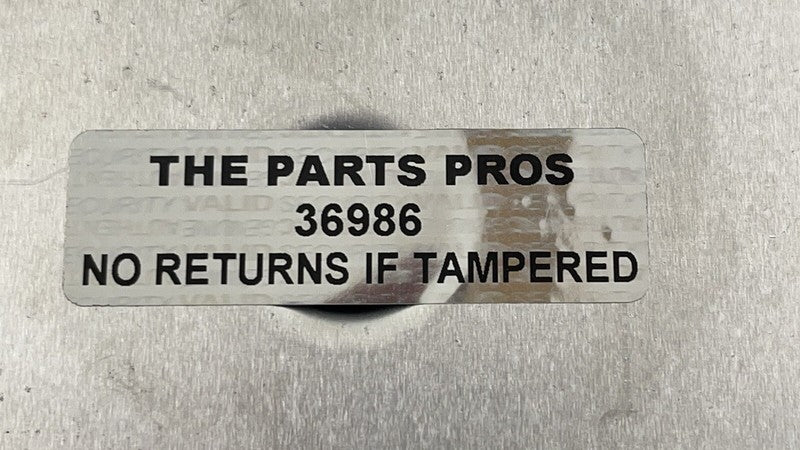 THE PARTS PROS
36986
NO RETURNS IF TAMPERED